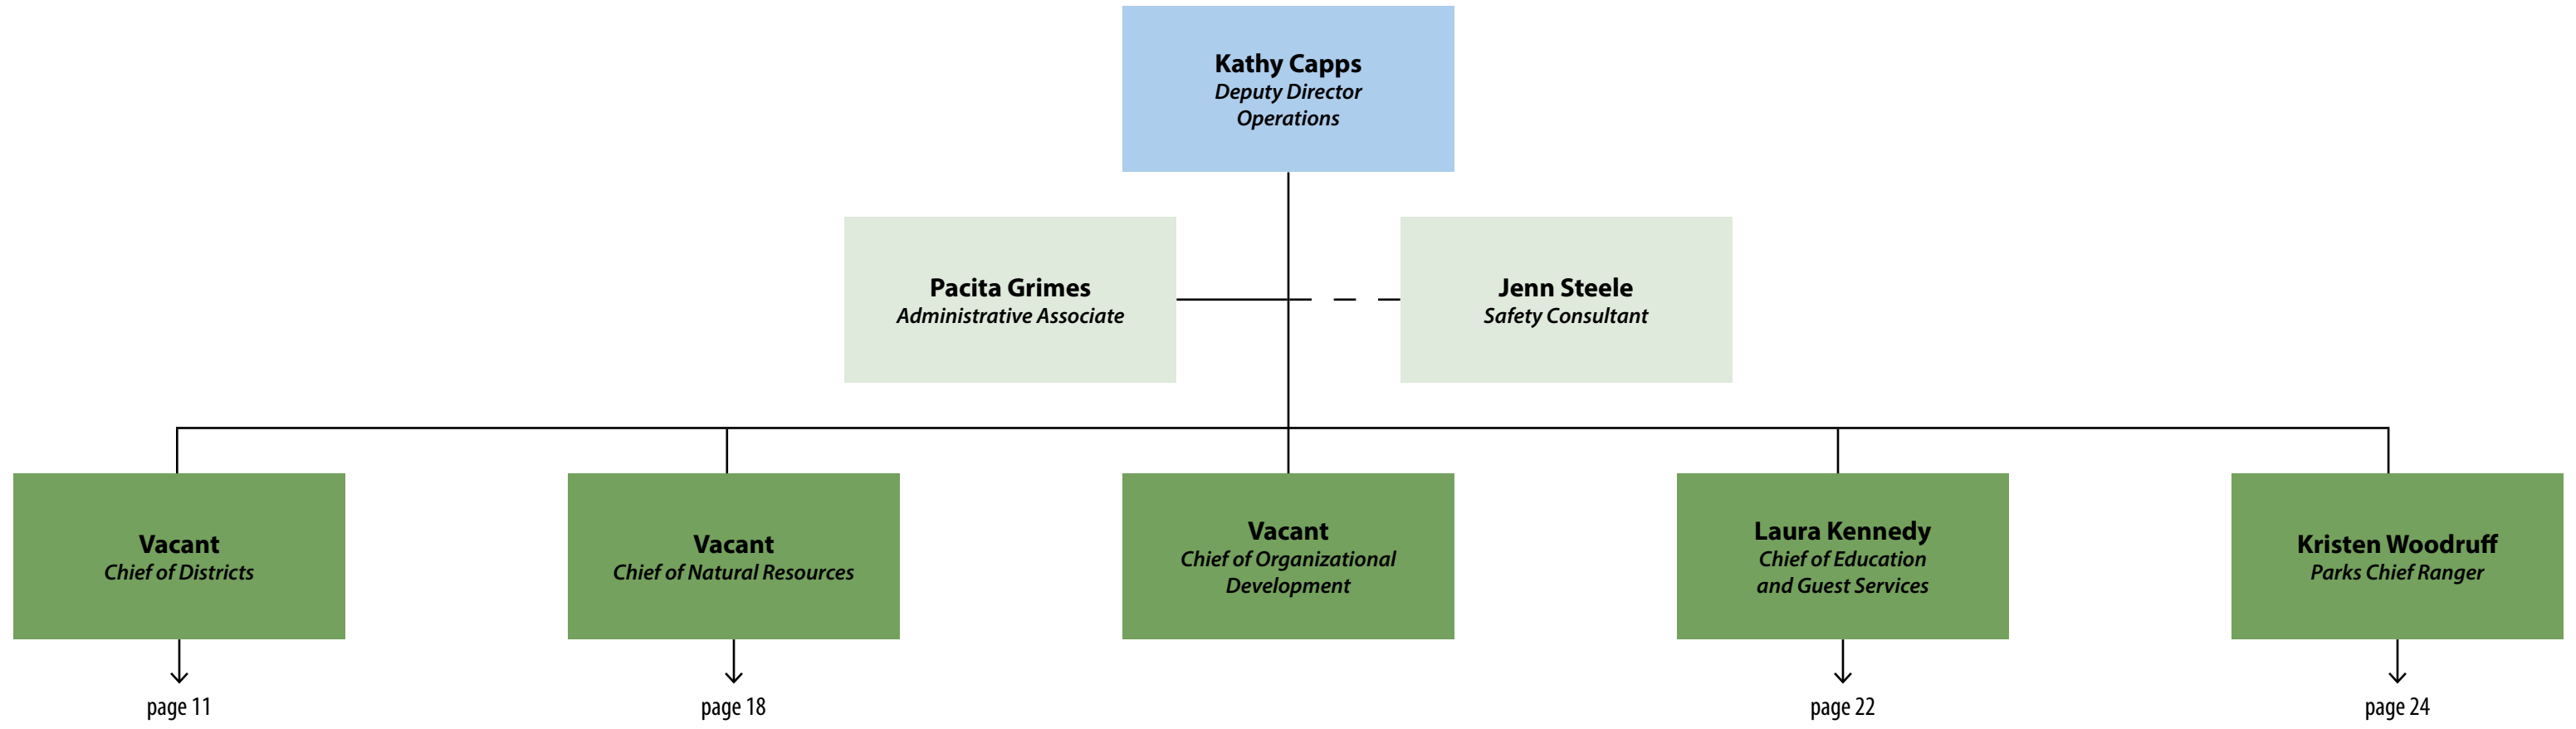 Kathy Capps
Deputy Director
Operations
Pacita Grimes
Administrative Associate
Jenn Steele
Safety Consultant
Vacant
Chief of Districts
Vacant
Chief of Natural Resources
Vacant
Chief of Organizational
Development
Laura Kennedy
Chief of Education
and Guest Services
Kristen Woodruff
Parks Chief Ranger
page 11
page 18
page 22
page 24